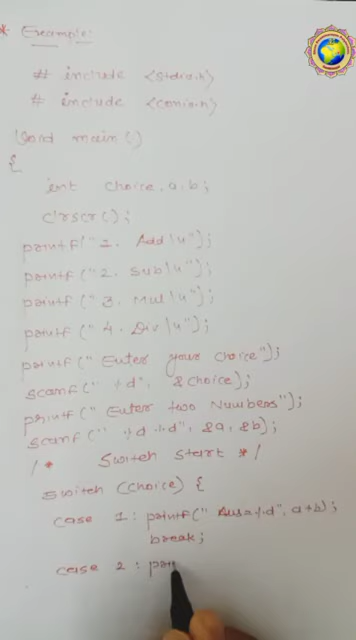 * Example:
# include <stdio.h>
# include <conio.h>
Void main()
{
int choice, a, b;
clrscr();
printf("1. Add \n");
printf("2. Sub \n");
printf("3. Mul \n");
printf("4. Div \n");
printf("Enter your choice");
scanf("%d", &choice);
printf("Enter two Numbers");
scanf("%d %d", &a, &b);
/* Switch start */
switch (choice) {
case 1: printf("Aus=%d", a+b);
break;
case 2 : prin